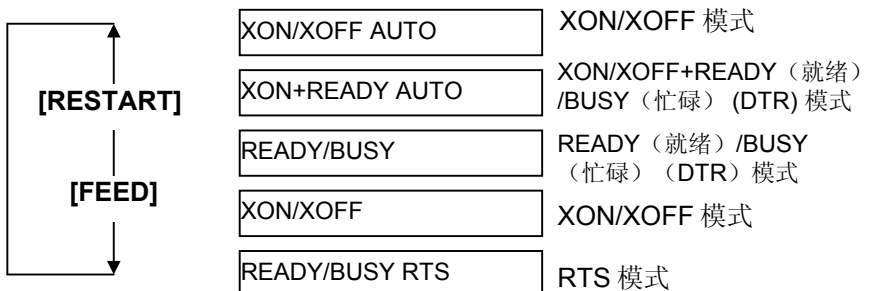 XON/XOFF AUTO
XON/XOFF 模式
[RESTART]
XON+READY AUTO
XON/XOFF+READY（就绪）
/BUSY（忙碌） (DTR) 模式
READY/BUSY
READY（就绪）/BUSY
（忙碌）（DTR）模式
[FEED]
XON/XOFF
XON/XOFF 模式
READY/BUSY RTS
RTS 模式